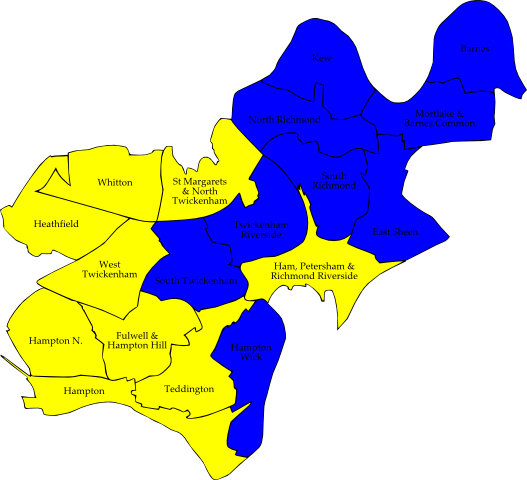 Kew
Barnes
North Richmond
Mortlake &
Barnes Common
Whitton
St Margarets
& North
Twickenham
South
Richmond
Heathfield
Twickenham
Riverside
East Sheen
West
Twickenham
Ham, Petersham &
Richmond Riverside
South Twickenham
Hampton N.
Fulwell &
Hampton Hill
Hampton
Wick
Hampton
Teddington